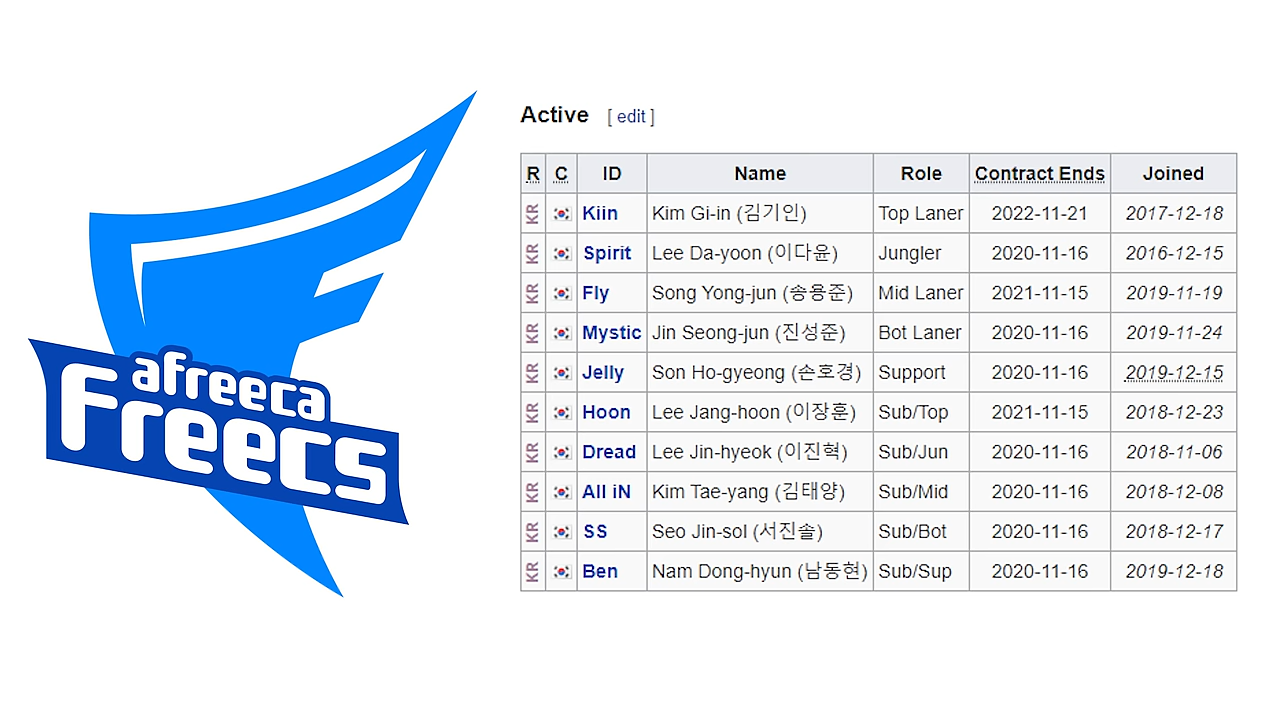 afreeca
Freecs
Active [ edit ]
R C ID Name Role Contract Ends Joined
KR Kiin Kim Gi-in (김기인) Top Laner 2022-11-21 2017-12-18
KR Spirit Lee Da-yoon (이다윤) Jungler 2020-11-16 2016-12-15
KR Fly Song Yong-jun (송용준) Mid Laner 2021-11-15 2019-11-19
KR Mystic Jin Seong-jun (진성준) Bot Laner 2020-11-16 2019-11-24
KR Jelly Son Ho-gyeong (손호경) Support 2020-11-16 2019-12-15
KR Hoon Lee Jang-hoon (이장훈) Sub/Top 2021-11-15 2018-12-23
KR Dread Lee Jin-hyeok (이진혁) Sub/Jun 2020-11-16 2018-11-06
KR All iN Kim Tae-yang (김태양) Sub/Mid 2020-11-16 2018-12-08
KR SS Seo Jin-sol (서진솔) Sub/Bot 2020-11-16 2018-12-17
KR Ben Nam Dong-hyun (남동현) Sub/Sup 2020-11-16 2019-12-18